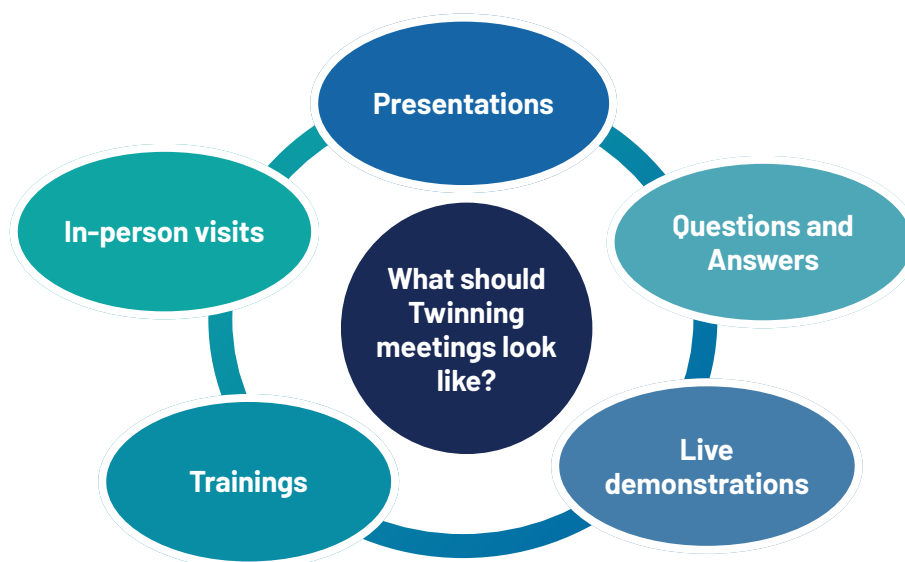 Presentations
Questions and
Answers
Live
demonstrations
Trainings
In-person visits
What should
Twinning
meetings look
like?